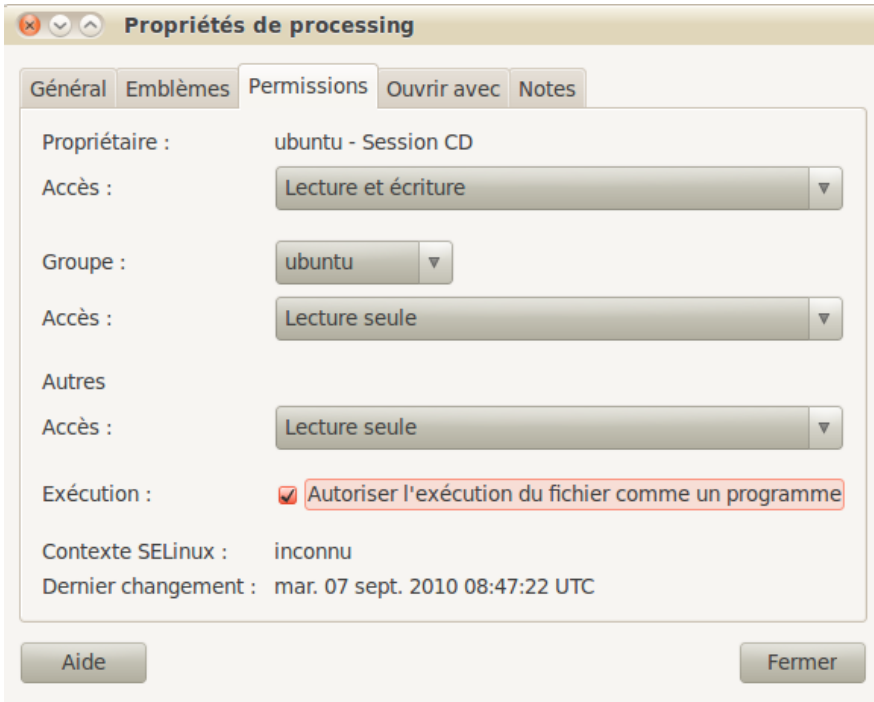 Propriétés de processing
Général Emblèmes Permissions Ouvrir avec Notes
Propriétaire : ubuntu - Session CD
Accès : Lecture et écriture
Groupe : ubuntu
Accès : Lecture seule
Autres
Accès : Lecture seule
Exécution : Autoriser l'exécution du fichier comme un programme
Contexte SELinux : inconnu
Dernier changement : mar. 07 sept. 2010 08:47:22 UTC
Aide Fermer